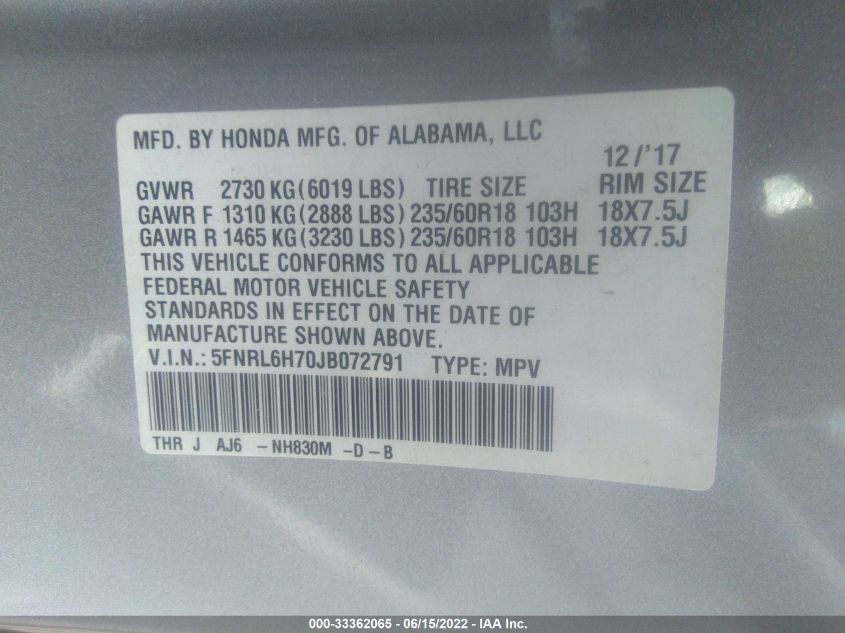 MFD. BY HONDA MFG. OF ALABAMA, LLC
12/'17
GVWR 2730 KG(6019 LBS) TIRE SIZE RIM SIZE
GAWR F 1310 KG(2888 LBS) 235/60R18 103H 18X7.5J
GAWR R 1465 KG(3230 LBS) 235/60R18 103H 18X7.5J
THIS VEHICLE CONFORMS TO ALL APPLICABLE
FEDERAL MOTOR VEHICLE SAFETY
STANDARDS IN EFFECT ON THE DATE OF
MANUFACTURE SHOWN ABOVE.
V.I.N.: 5FNRL6H70JB072791 TYPE: MPV
THR J AJ6 -NH830M -D-B
000-33362065 - 06/15/2022 - IAA Inc.